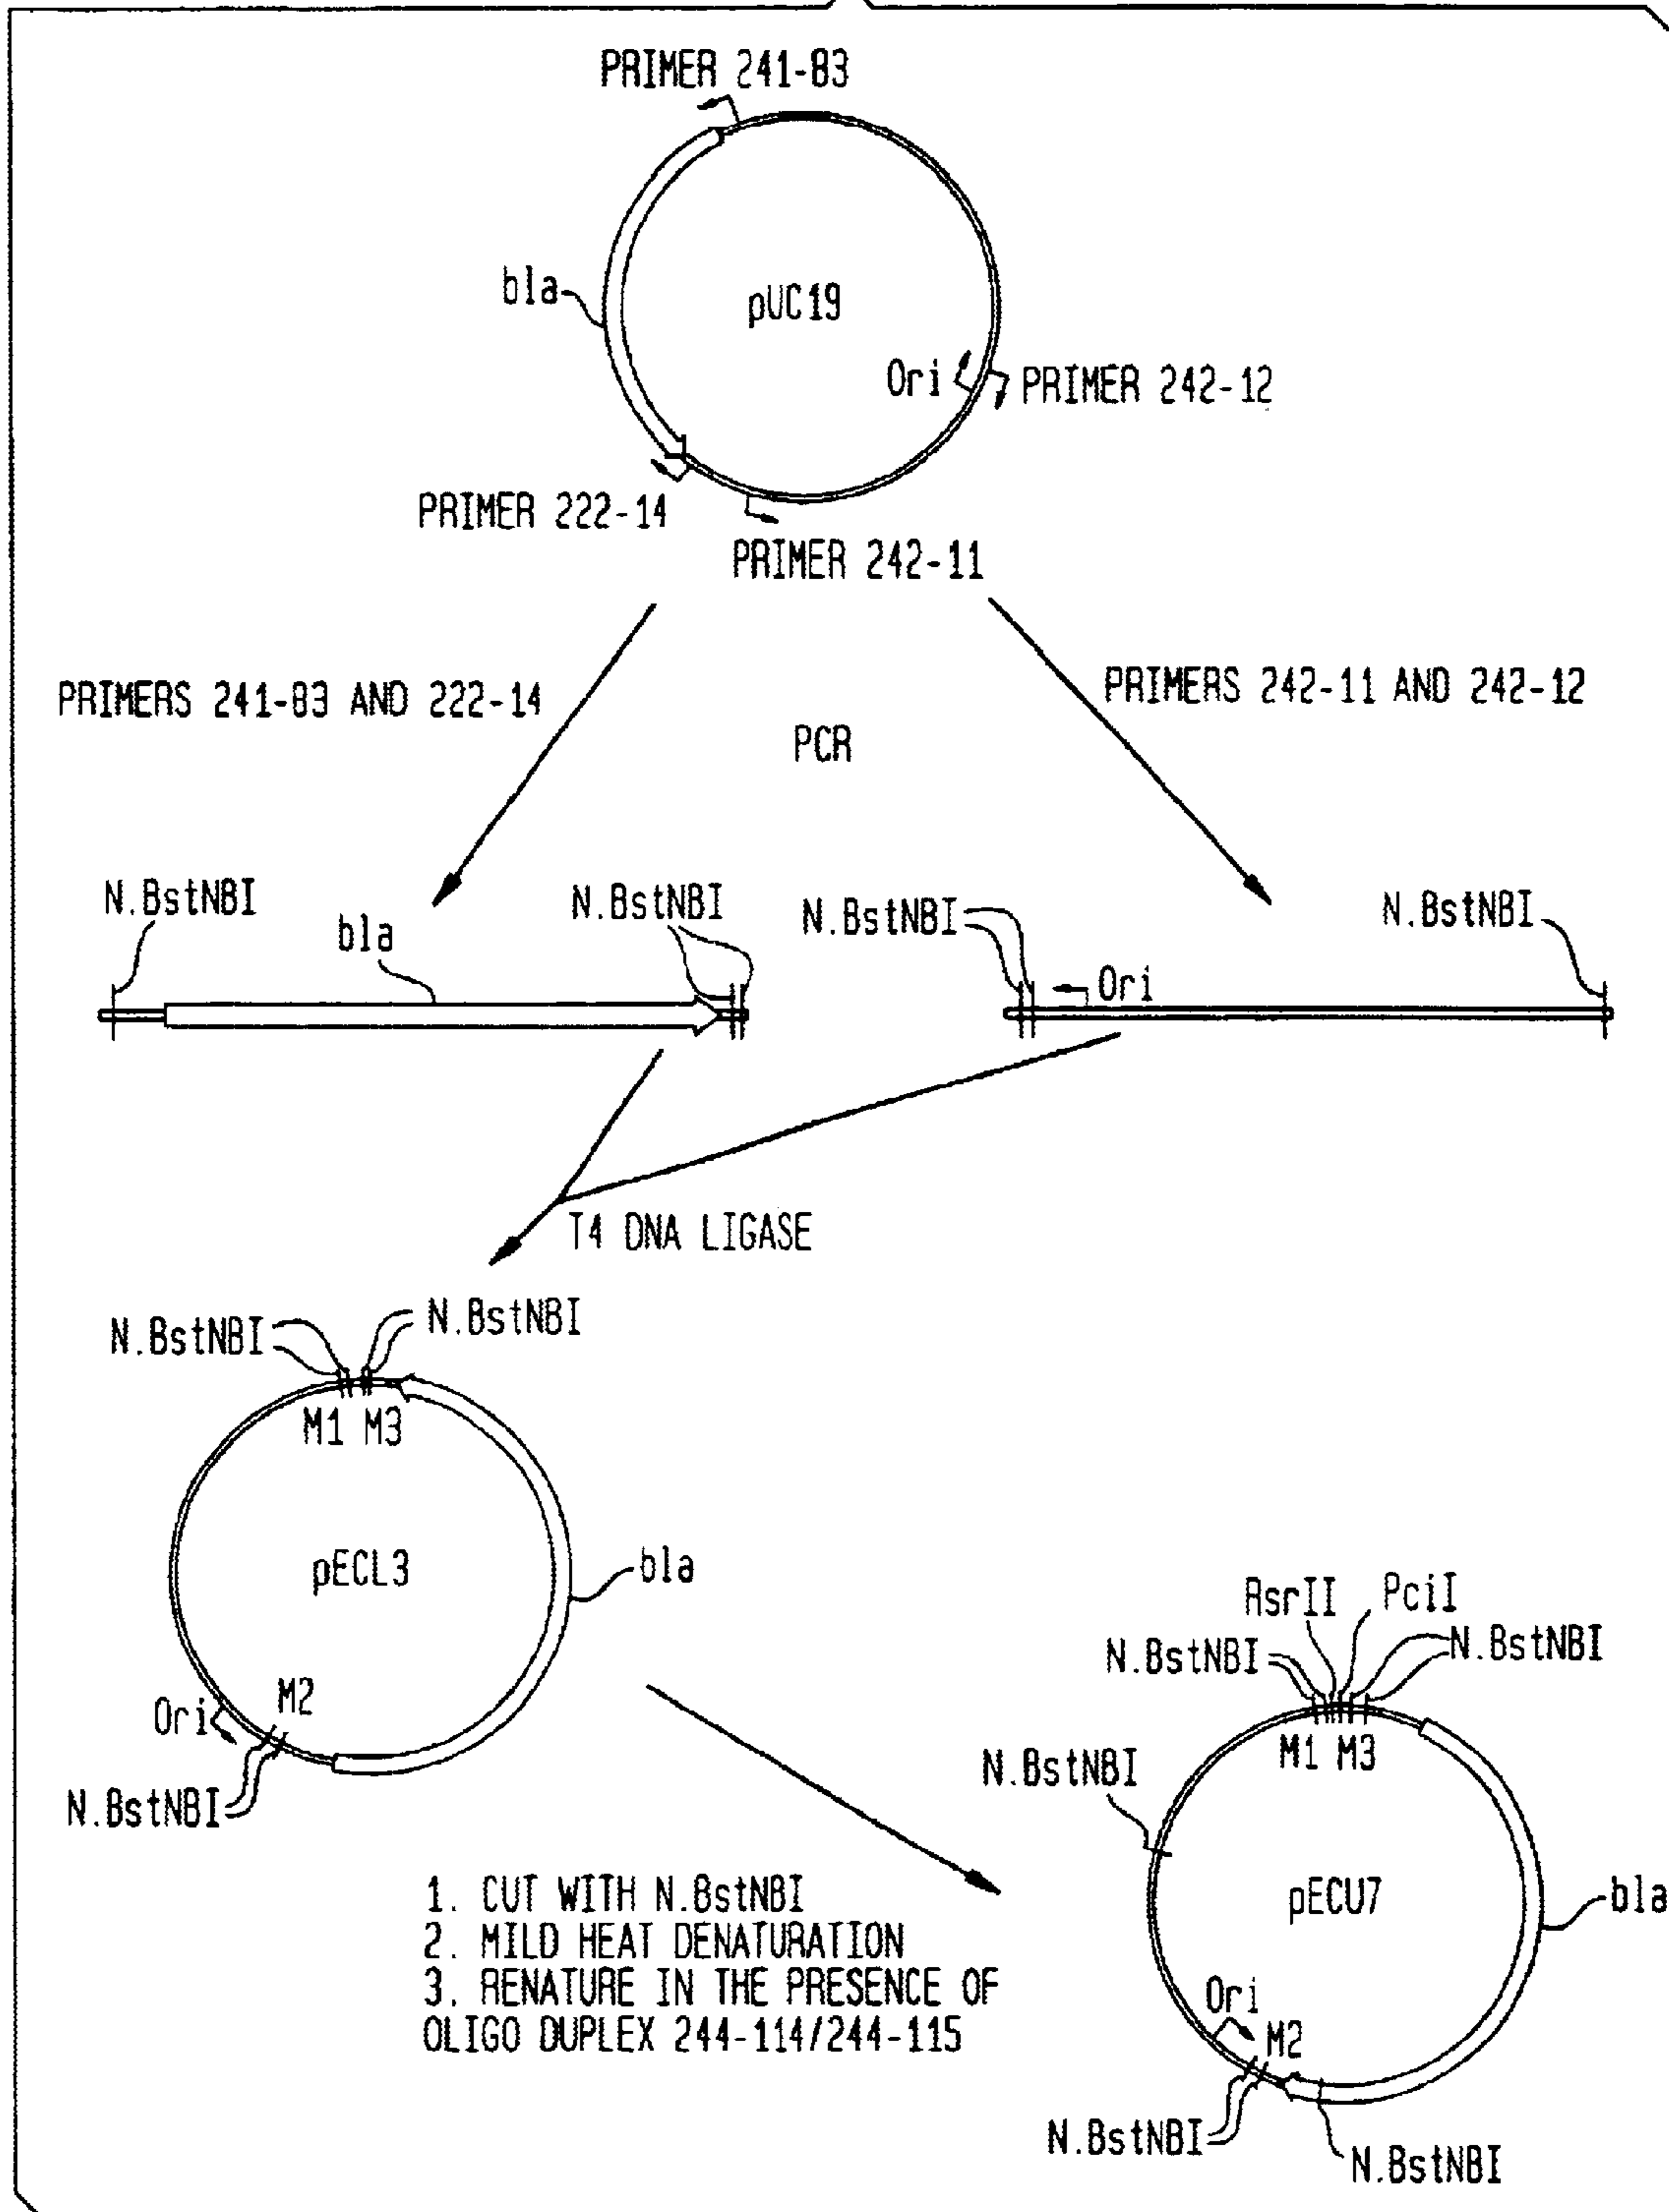 PRIMER 241-83
bla
pUC19
Ori
PRIMER 242-12
PRIMER 222-14
PRIMER 242-11
PRIMERS 241-83 AND 222-14
PRIMERS 242-11 AND 242-12
PCR
N.BstNBI
bla
N.BstNBI
N.BstNBI
Ori
N.BstNBI
T4 DNA LIGASE
N.BstNBI
N.BstNBI
M1 M3
pECL3
bla
Ori
M2
N.BstNBI
1. CUT WITH N.BstNBI
2. MILD HEAT DENATURATION
3. RENATURE IN THE PRESENCE OF
OLIGO DUPLEX 244-114/244-115
RsrII
PciI
N.BstNBI
N.BstNBI
M1 M3
N.BstNBI
pECU7
bla
Ori
M2
N.BstNBI
N.BstNBI